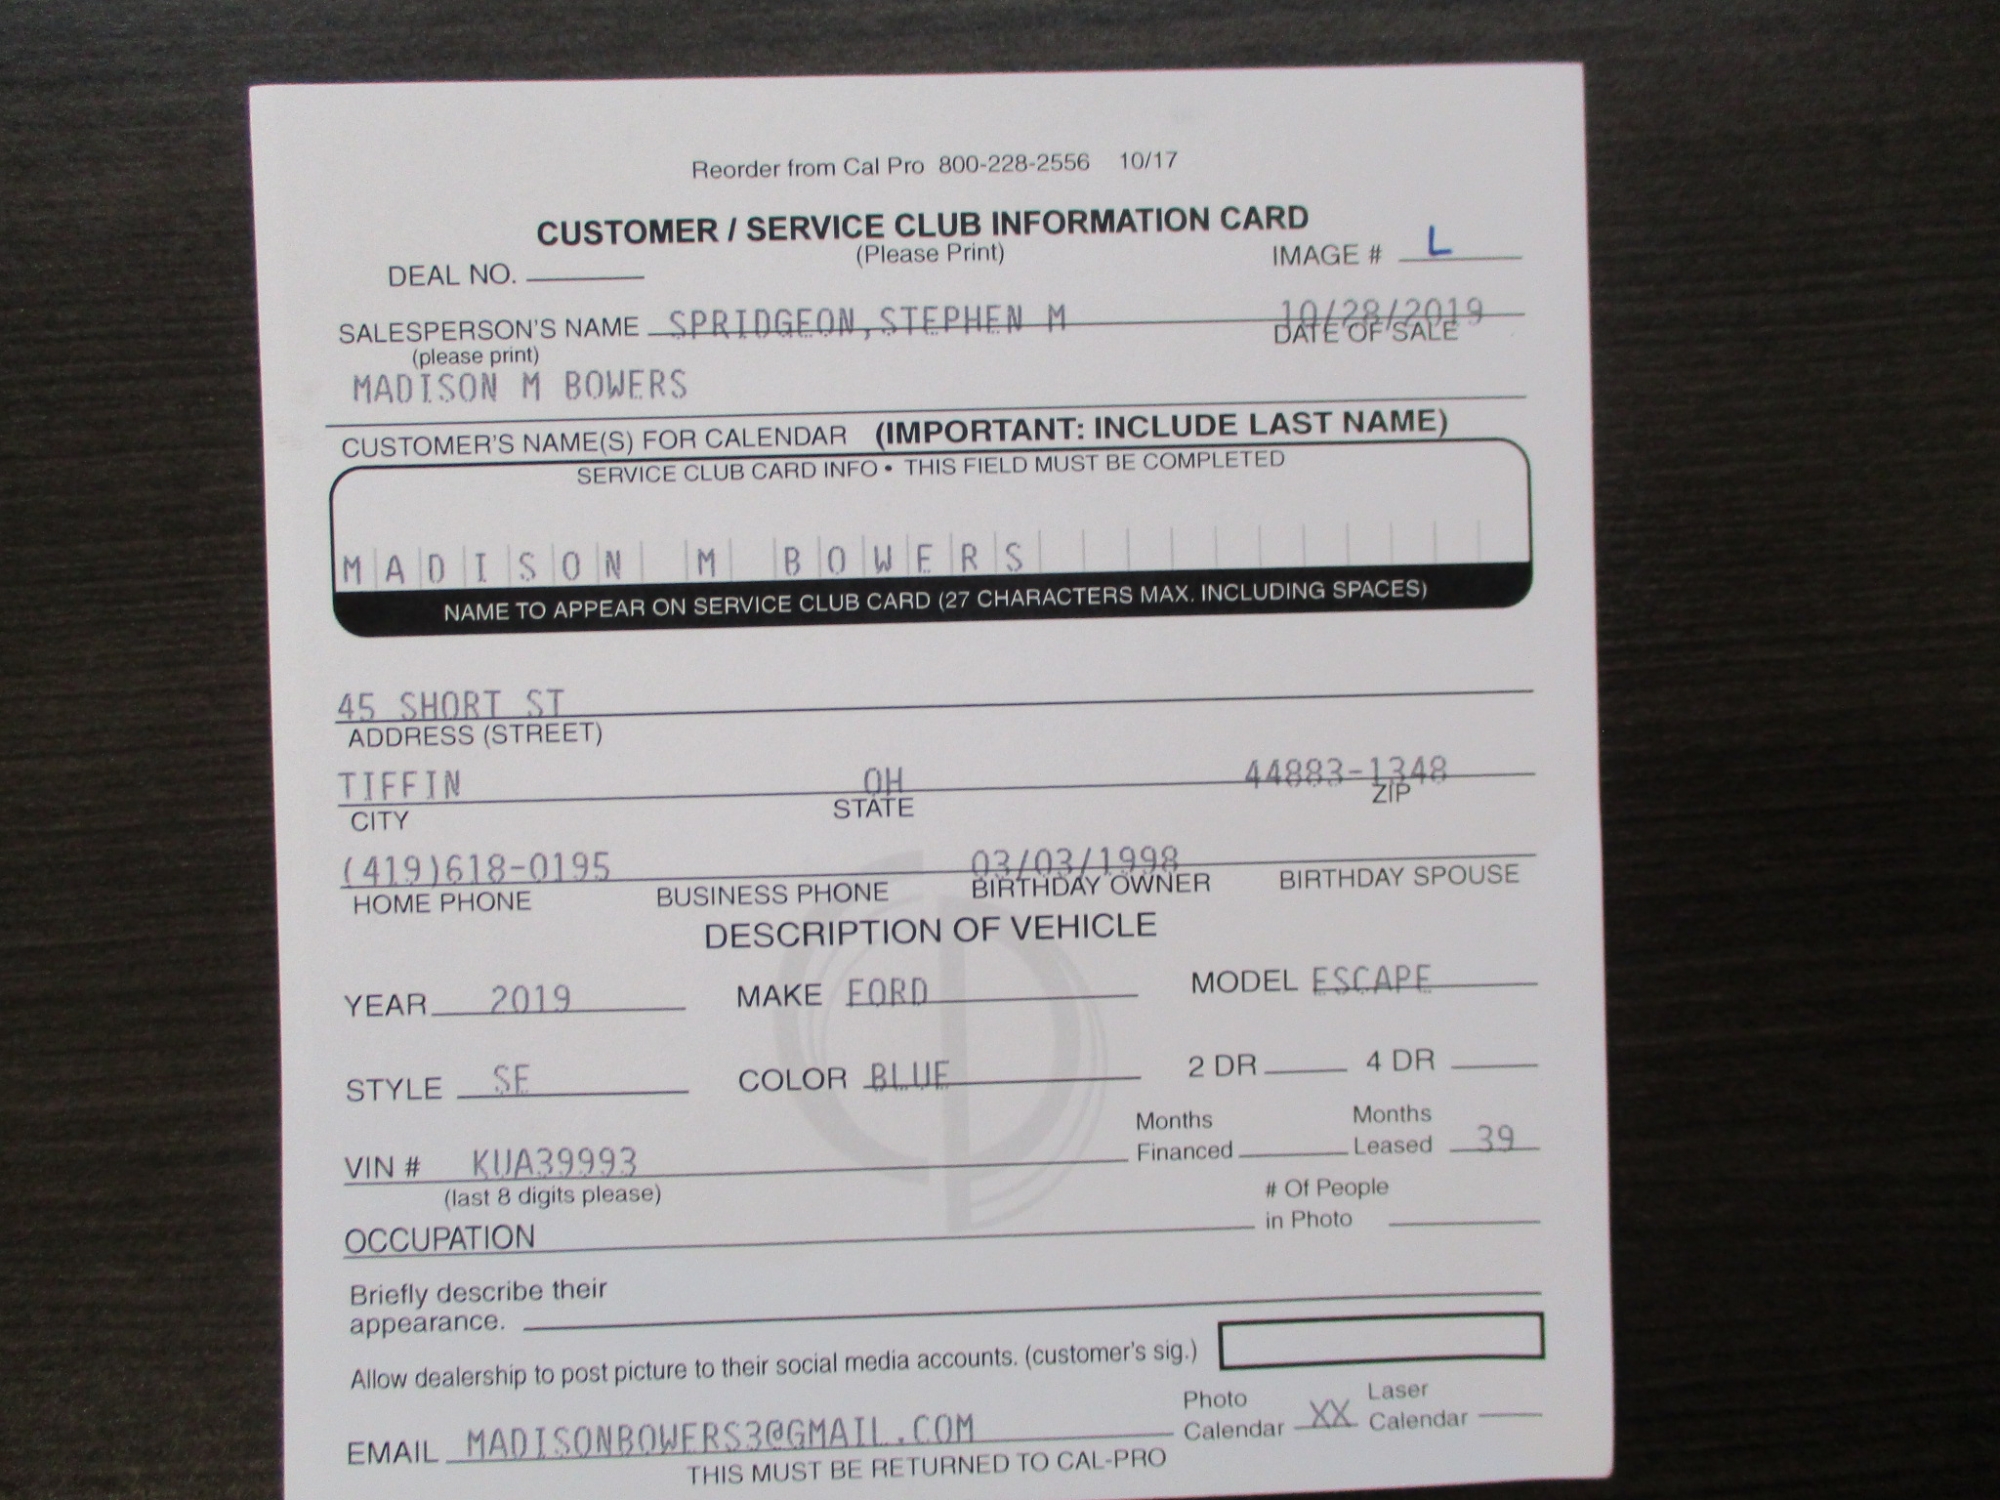 Reorder from Cal Pro 800-228-2556 10/17
CUSTOMER / SERVICE CLUB INFORMATION CARD
(Please Print)
DEAL NO. IMAGE # L
SALESPERSON'S NAME SPRIDGEON,STEPHEN M 10/28/2019
(please print) DATE OF SALE
MADISON M BOWERS
CUSTOMER'S NAME(S) FOR CALENDAR (IMPORTANT: INCLUDE LAST NAME)
SERVICE CLUB CARD INFO • THIS FIELD MUST BE COMPLETED
MADISON M BOWERS
NAME TO APPEAR ON SERVICE CLUB CARD (27 CHARACTERS MAX. INCLUDING SPACES)
45 SHORT ST
ADDRESS (STREET)
TIFFIN OH 44883-1348
CITY STATE ZIP
(419)618-0195 03/03/1998
HOME PHONE BUSINESS PHONE BIRTHDAY OWNER BIRTHDAY SPOUSE
DESCRIPTION OF VEHICLE
YEAR 2019 MAKE FORD MODEL ESCAPE
STYLE SE COLOR BLUE 2 DR 4 DR
Months Months
VIN # KUA39993 Financed Leased 39
(last 8 digits please) # Of People
OCCUPATION in Photo
Briefly describe their
appearance.
Allow dealership to post picture to their social media accounts. (customer's sig.)
Photo Laser
EMAIL MADISONBOWERS3@GMAIL.COM Calendar XX Calendar
THIS MUST BE RETURNED TO CAL-PRO